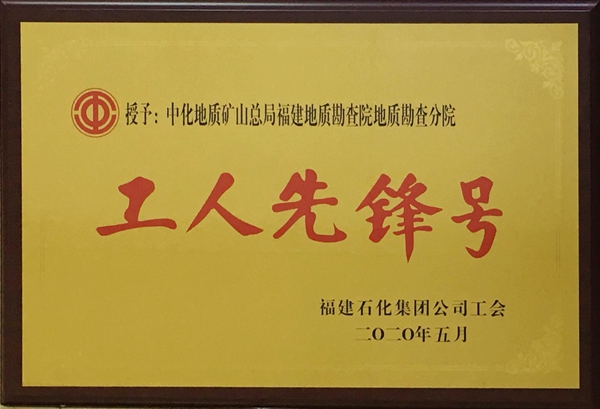 授予：中化地质矿山总局福建地质勘查院地质勘查分院
工人先锋号
福建石化集团公司工会
二〇二〇年五月